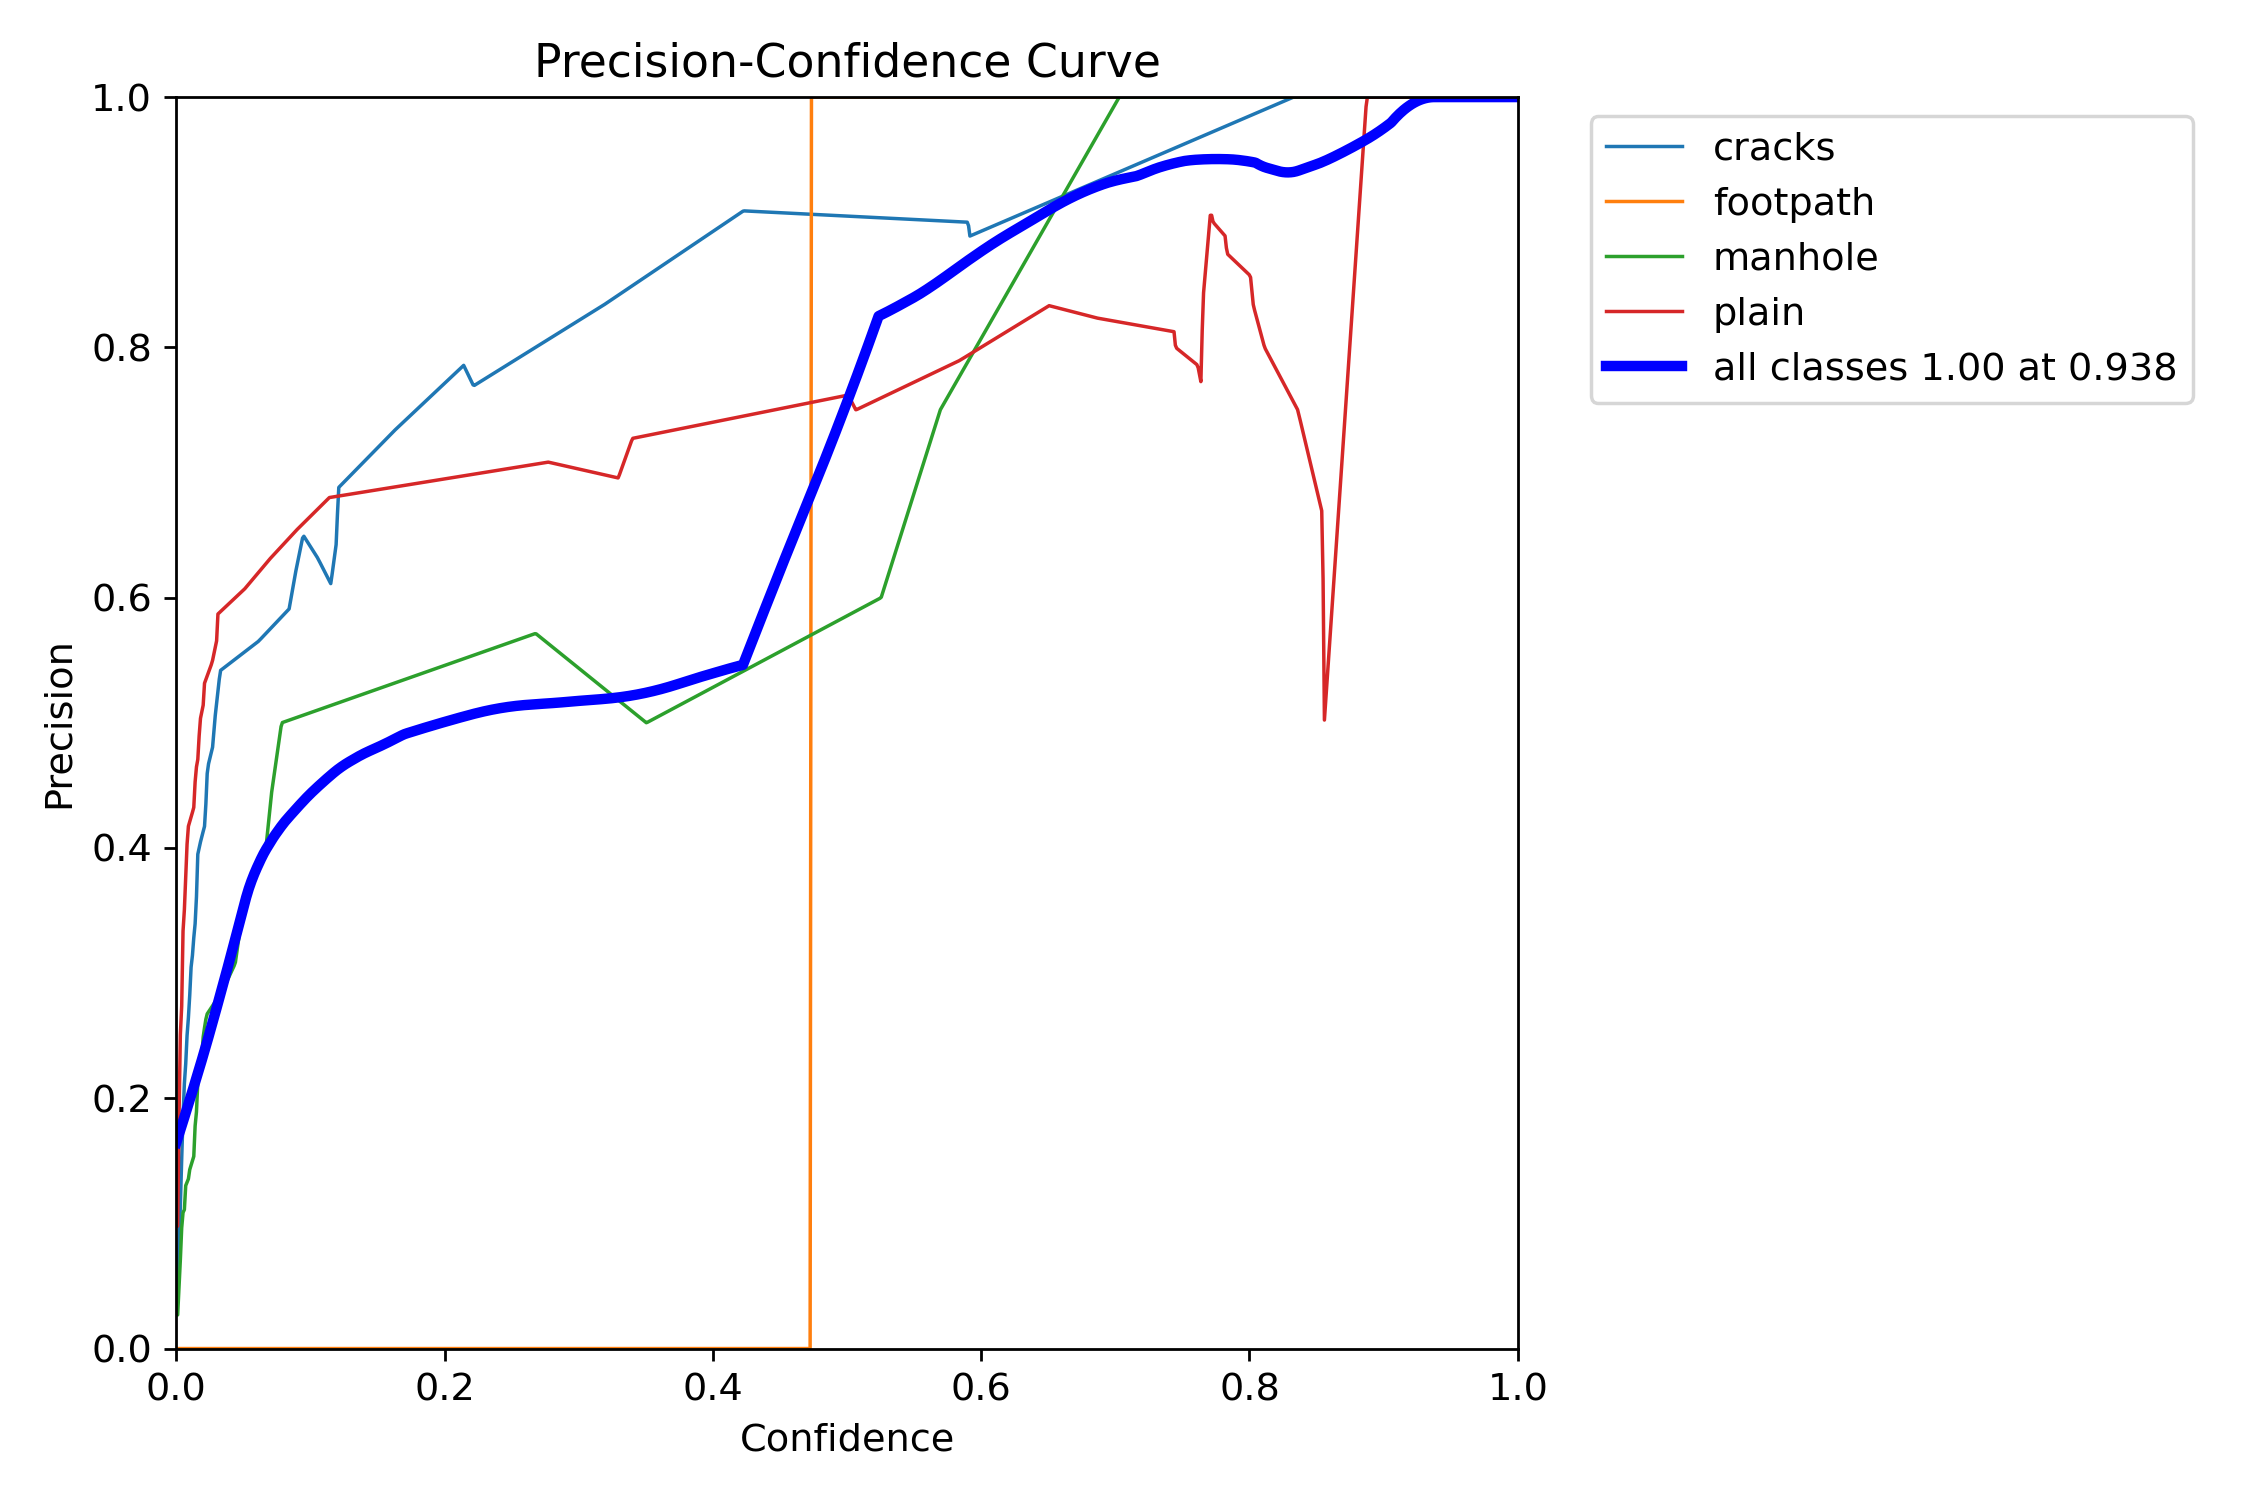 Precision-Confidence Curve
1.0
0.8
0.6
0.4
0.2
0.0
Precision
0.0 0.2 0.4 0.6 0.8 1.0
Confidence
cracks
footpath
manhole
plain
all classes 1.00 at 0.938